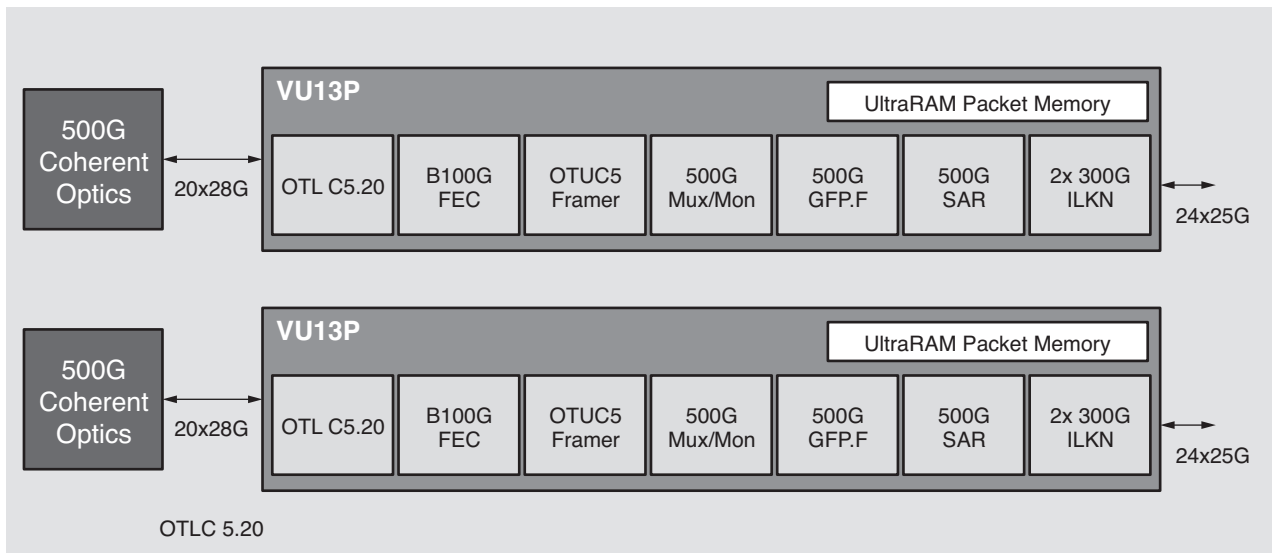 VU13P
UltraRAM Packet Memory
500G
Coherent
Optics
20x28G
OTL C5.20
B100G
FEC
OTUC5
Framer
500G
Mux/Mon
500G
GFP.F
500G
SAR
2x 300G
ILKN
24x25G
VU13P
UltraRAM Packet Memory
500G
Coherent
Optics
20x28G
OTL C5.20
B100G
FEC
OTUC5
Framer
500G
Mux/Mon
500G
GFP.F
500G
SAR
2x 300G
ILKN
24x25G
OTLC 5.20